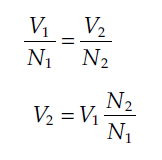 V₁/N₁ = V₂/N₂
V₂ = V₁ N₂/N₁